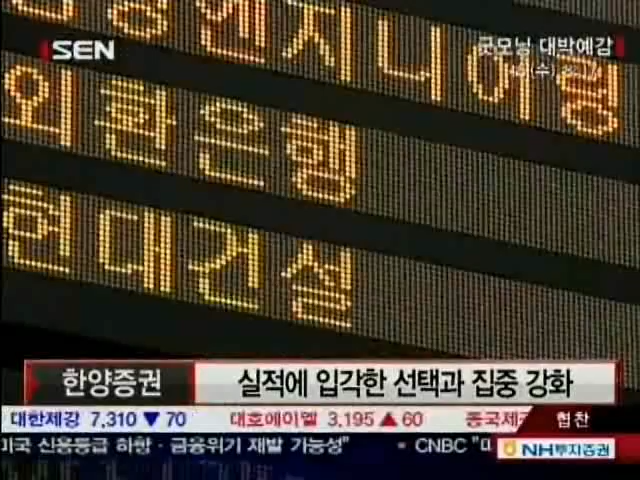 SEN
굿모닝 대박예감
엔지니어링
외환은행
현대건설
한양증권 실적에 입각한 선택과 집중 강화
대한제강 7,310 ▼ 70 대호에이엘 3,195 ▲ 60 협찬
미국 신용등급 하향 · 금융위기 재발 가능성" • CNBC NH투자증권